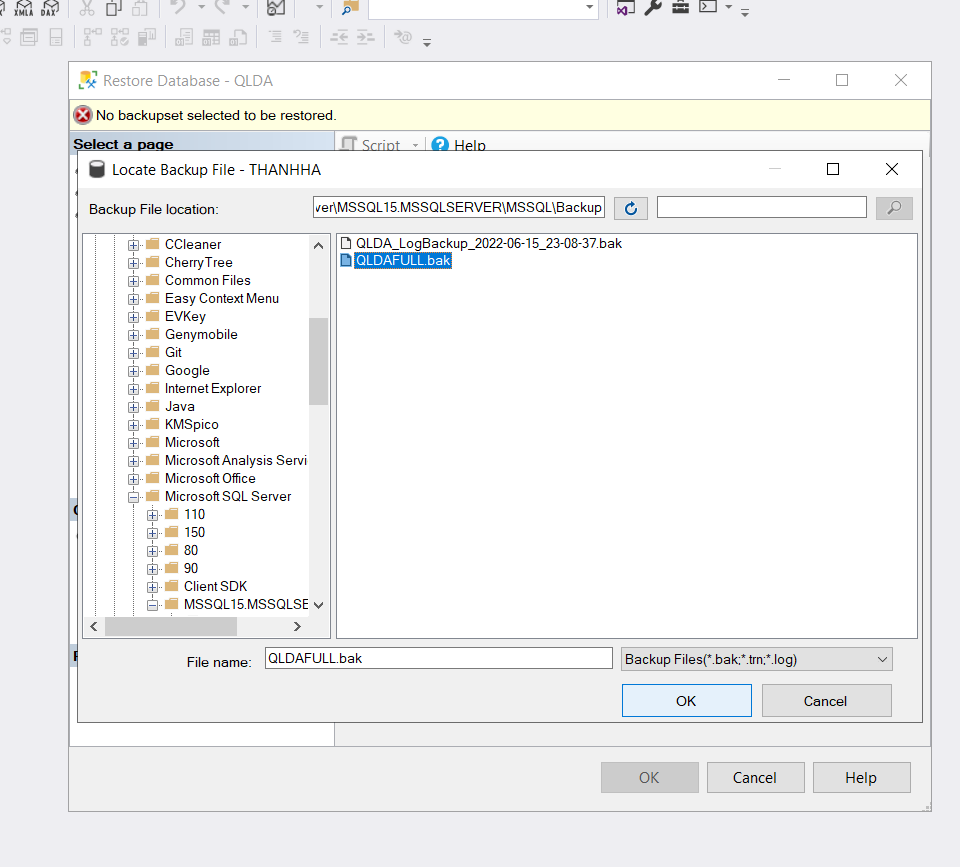 XMLA DAX
Restore Database - QLDA
No backupset selected to be restored.
Select a page
Script
Help
Locate Backup File - THANHHA
Backup File location:
ver\MSSQL15.MSSQLSERVER\MSSQL\Backup
CCleaner
CherryTree
Common Files
Easy Context Menu
EVKey
Genymobile
Git
Google
Internet Explorer
Java
KMSpico
Microsoft
Microsoft Analysis Servi
Microsoft Office
Microsoft SQL Server
110
150
80
90
Client SDK
MSSQL15.MSSQLSE
QLDA_LogBackup_2022-06-15_23-08-37.bak
QLDAFULL.bak
File name:
QLDAFULL.bak
Backup Files(*.bak;*.trn;*.log)
OK
Cancel
OK
Cancel
Help